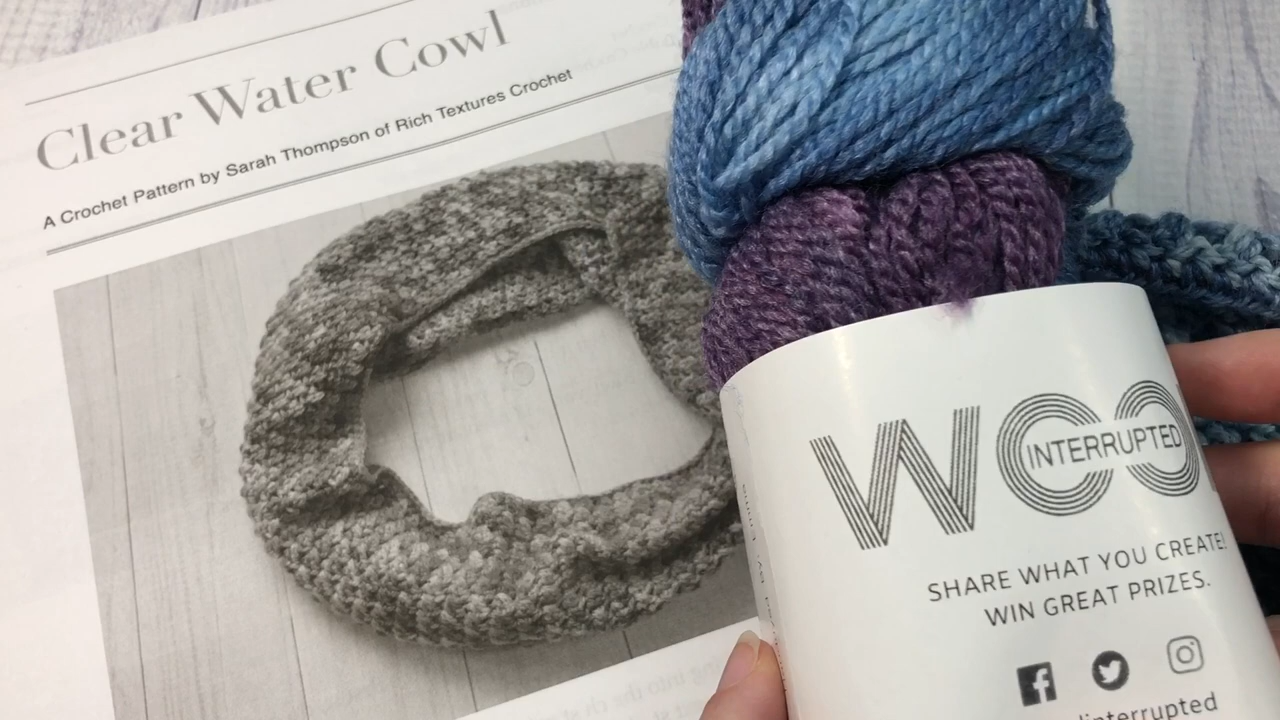 Clear Water Cowl
A Crochet Pattern by Sarah Thompson of Rich Textures Crochet
WOO
INTERRUPTED
SHARE WHAT YOU CREATE!
WIN GREAT PRIZES.
linterrupted